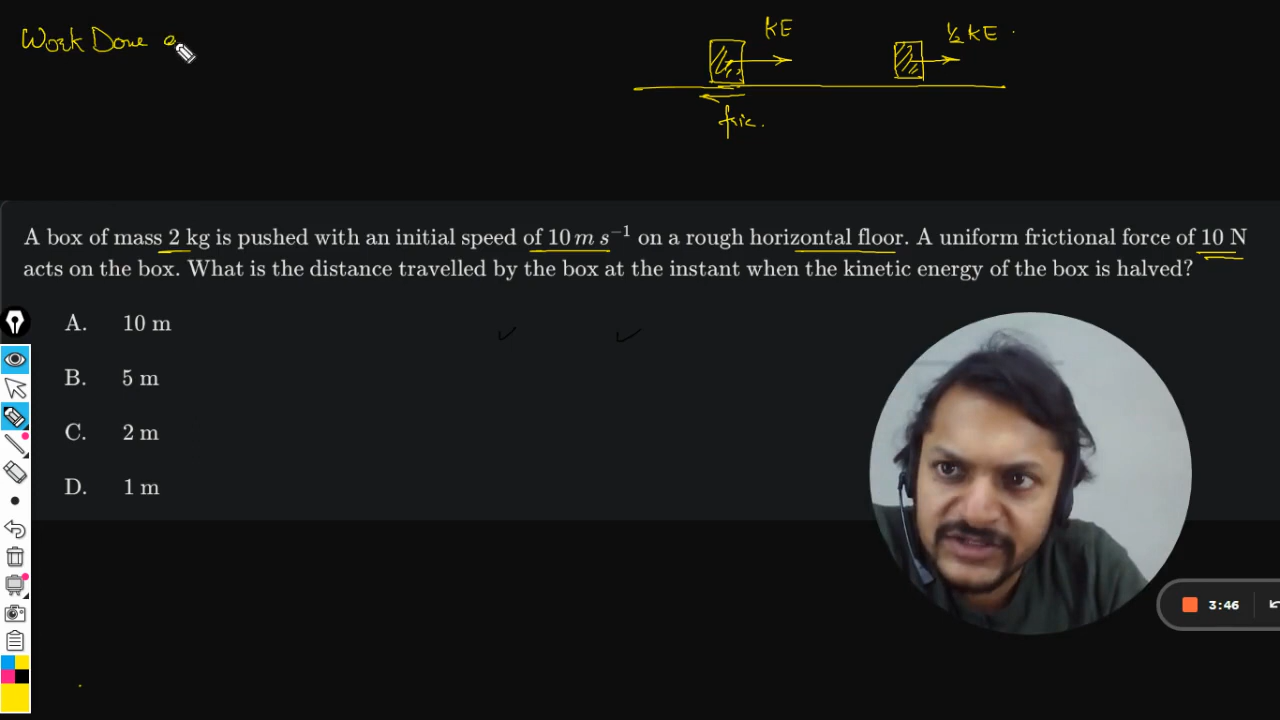 Work Done
KE
½ KE
fric.
A box of mass 2 kg is pushed with an initial speed of 10 m s⁻¹ on a rough horizontal floor. A uniform frictional force of 10 N
acts on the box. What is the distance travelled by the box at the instant when the kinetic energy of the box is halved?
A. 10 m
B. 5 m
C. 2 m
D. 1 m
3:46